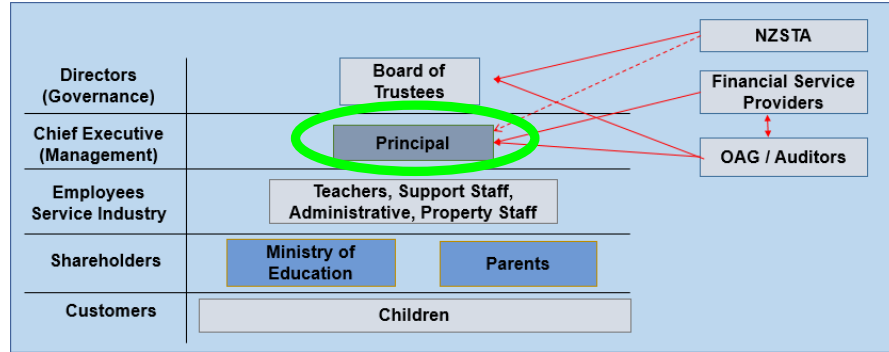 NZSTA
Directors
(Governance)
Board of
Trustees
Financial Service
Providers
Chief Executive
(Management)
Principal
OAG / Auditors
Employees
Service Industry
Teachers, Support Staff,
Administrative, Property Staff
Shareholders
Ministry of
Education
Parents
Customers
Children